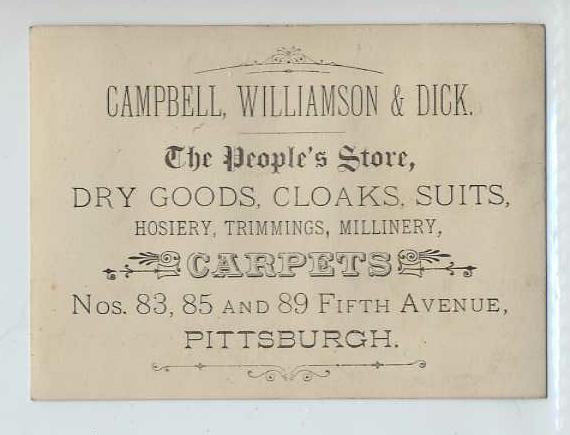 CAMPBELL, WILLIAMSON & DICK.
The People's Store,
DRY GOODS, CLOAKS, SUITS,
HOSIERY, TRIMMINGS, MILLINERY,
CARPETS
Nos. 83, 85 AND 89 FIFTH AVENUE,
PITTSBURGH.